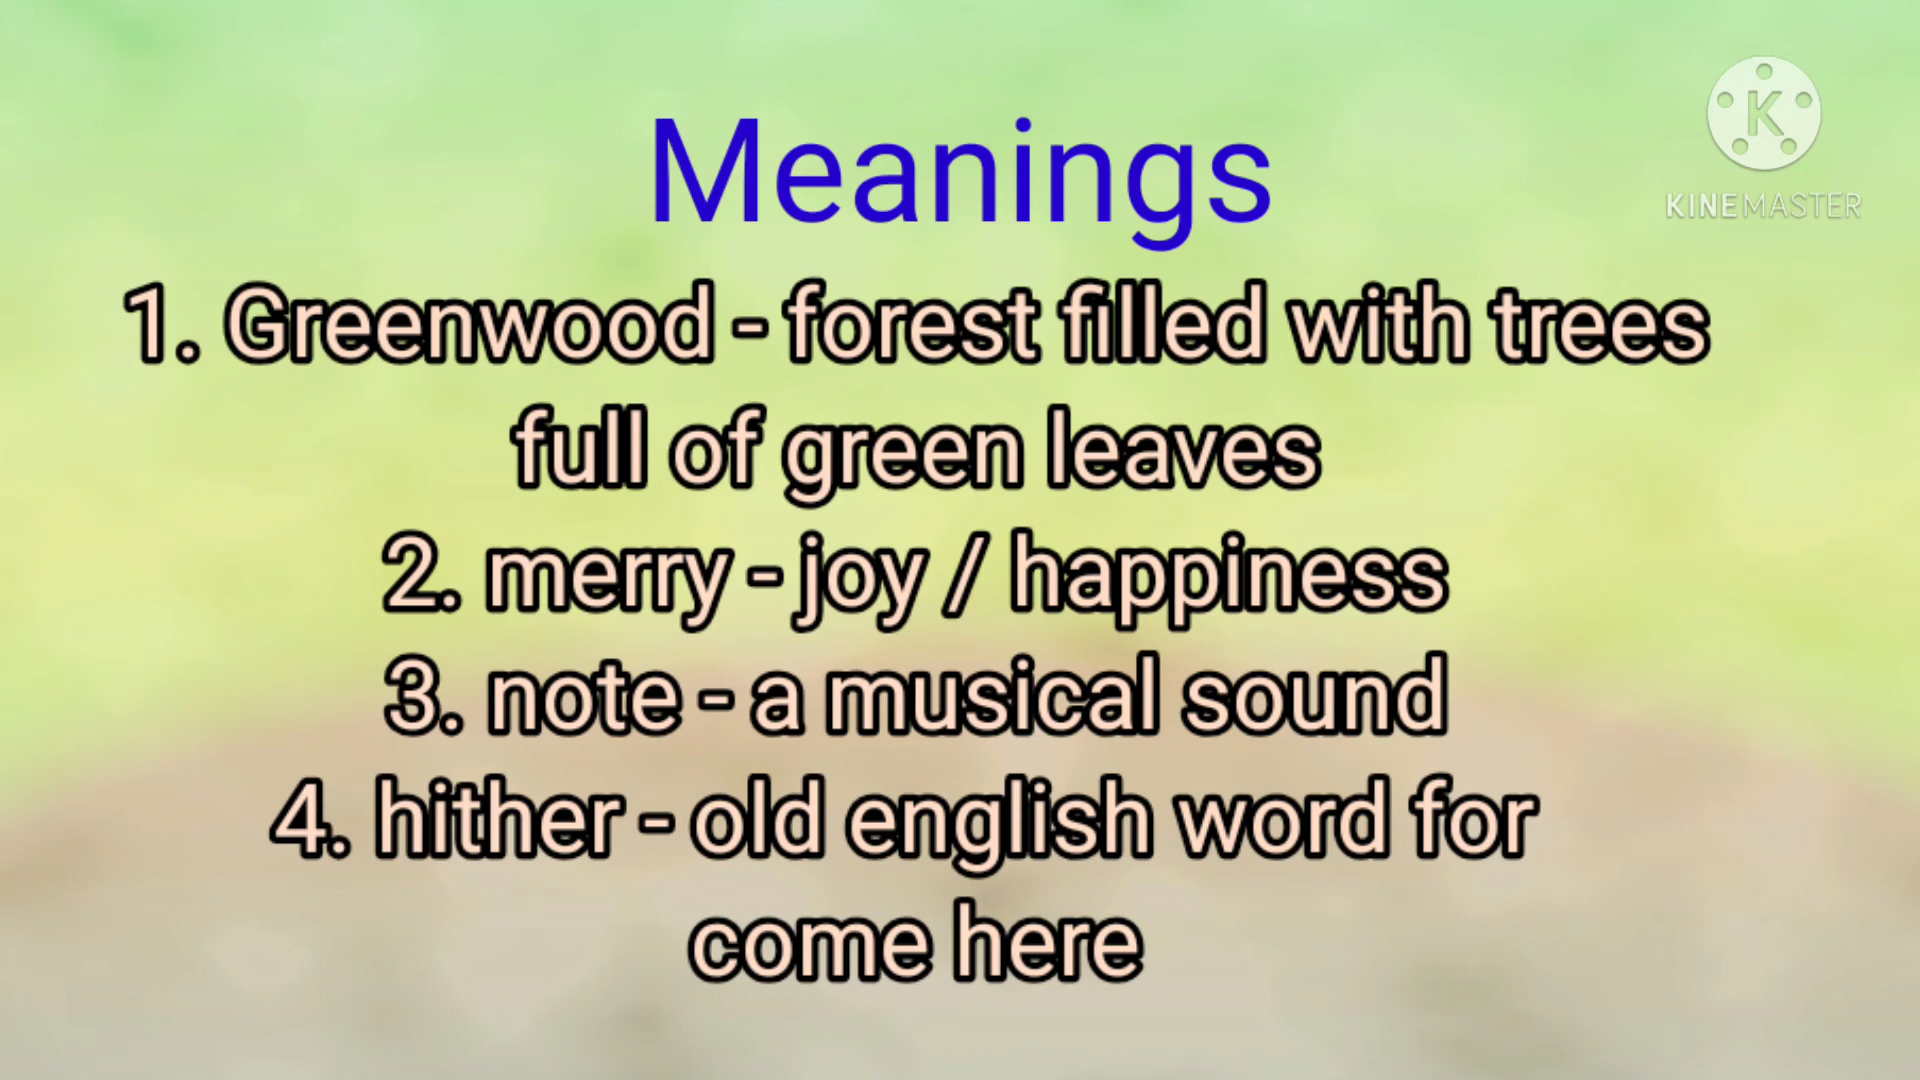 Meanings
KINEMASTER
1. Greenwood - forest filled with trees
full of green leaves
2. merry - joy / happiness
3. note - a musical sound
4. hither - old english word for
come here